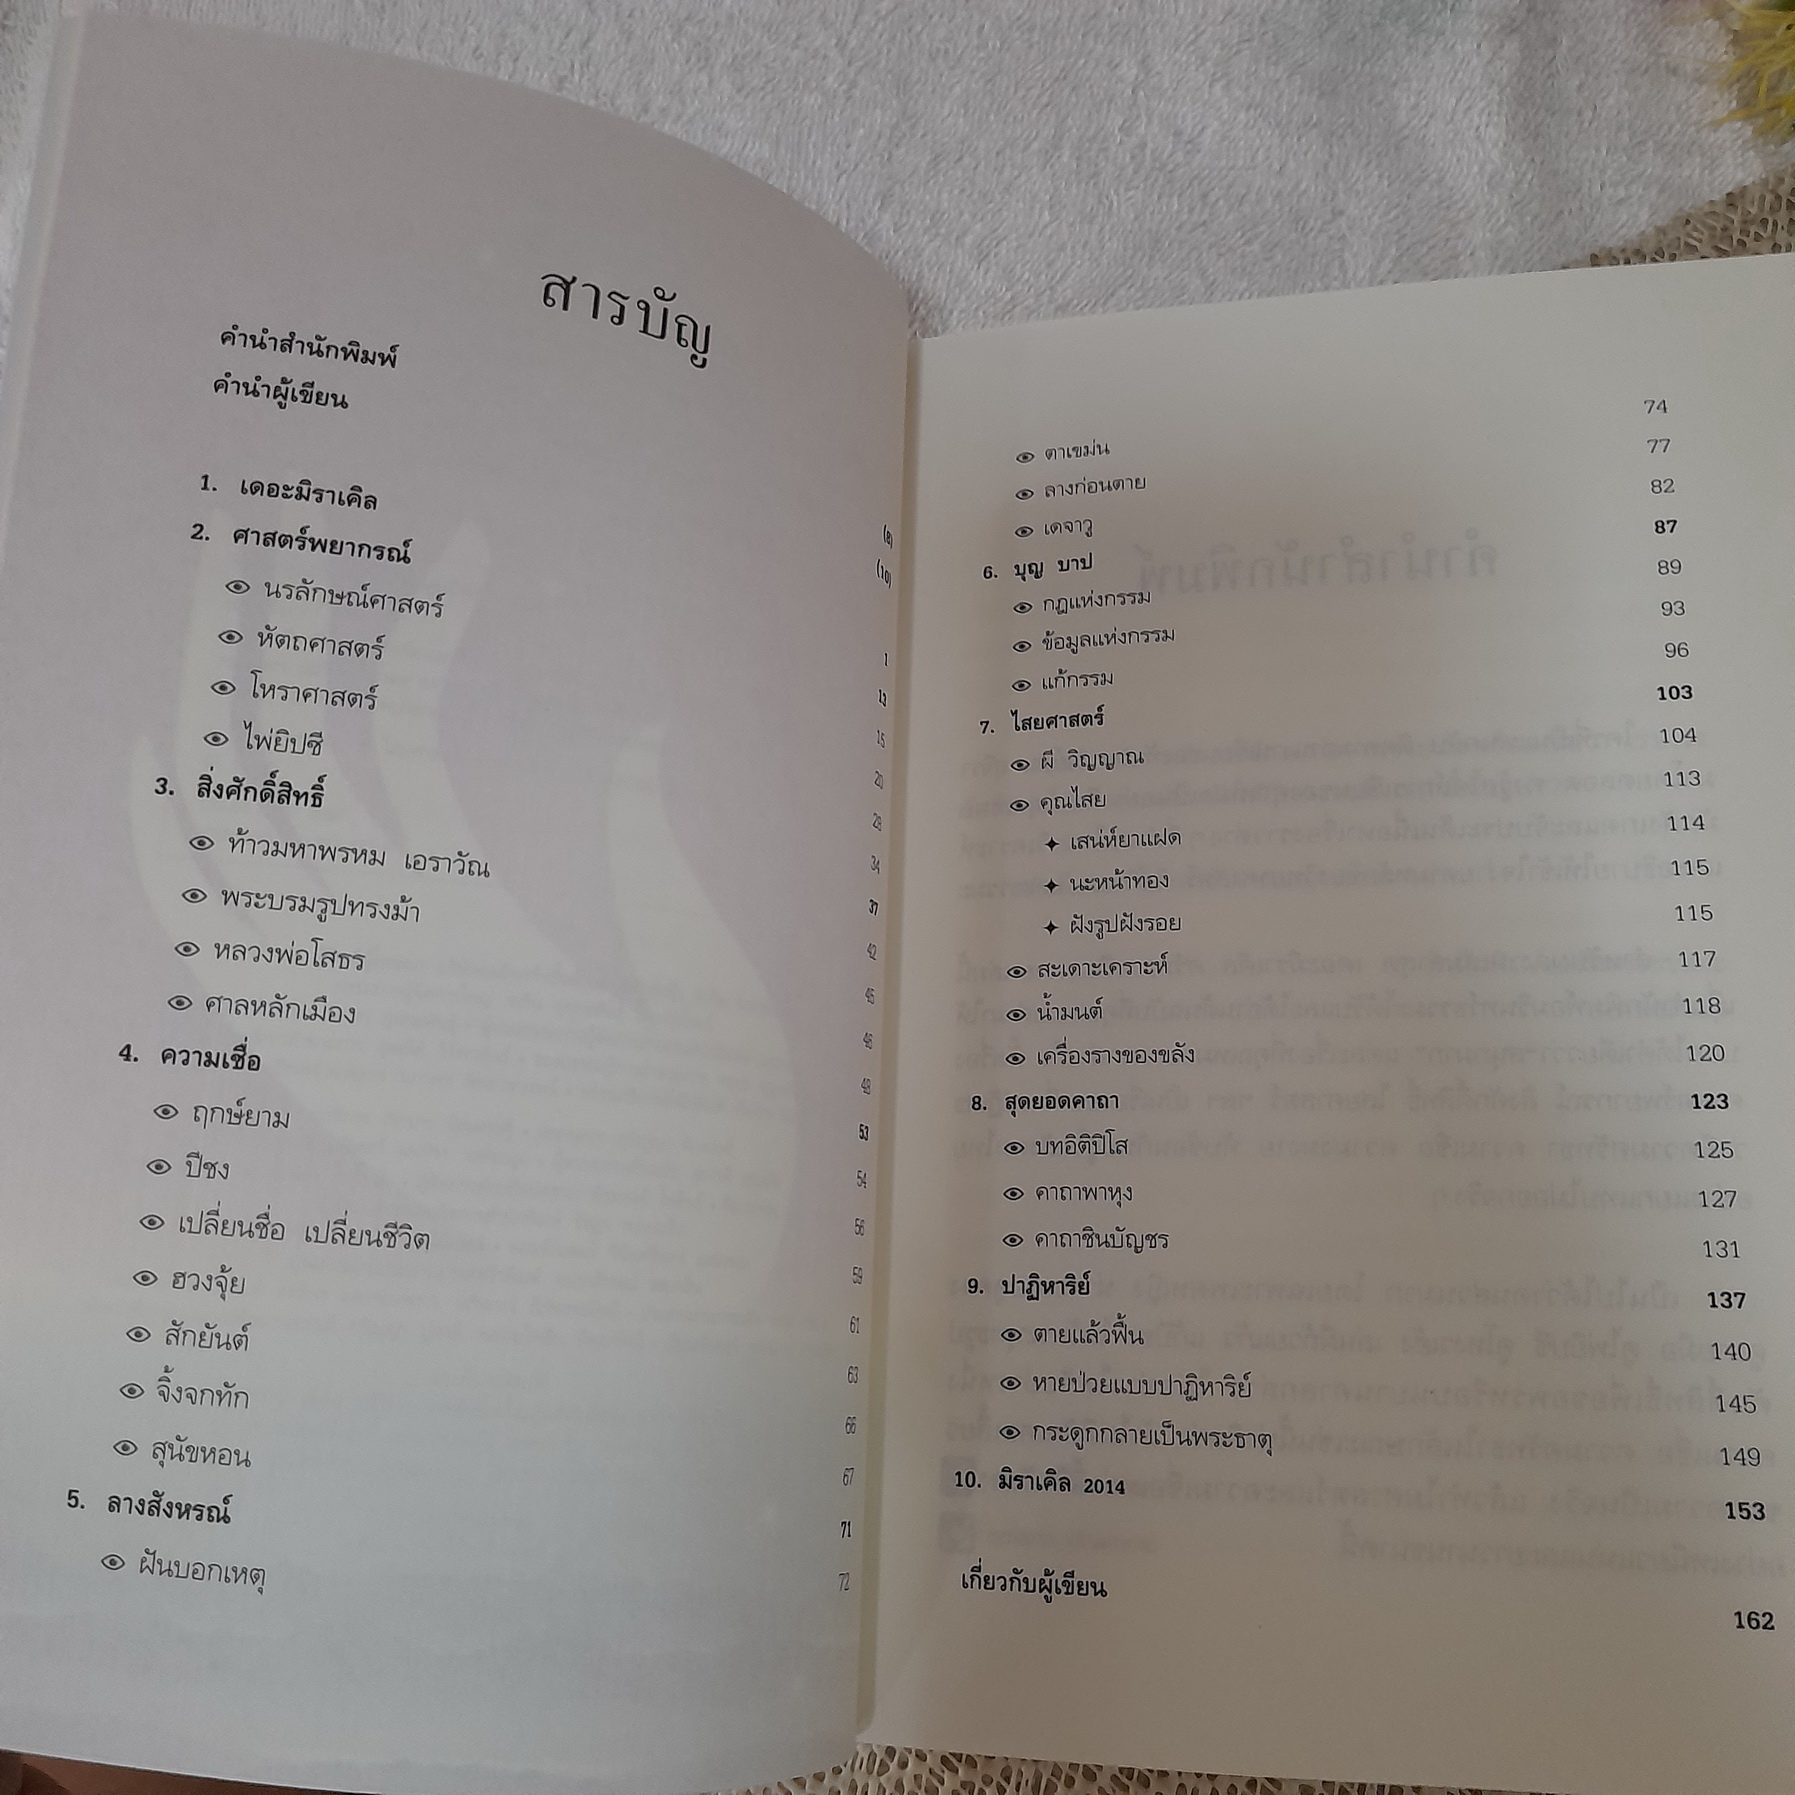 สารบัญ
คำนำสำนักพิมพ์ (8)
คำนำผู้เขียน (10)
1. เดอะมิราเคิล 1
2. ศาสตร์พยากรณ์ 13
นรลักษณ์ศาสตร์ 15
หัตถศาสตร์ 20
โหราศาสตร์ 28
ไพ่ยิปซี 34
3. สิ่งศักดิ์สิทธิ์ 37
ท้าวมหาพรหม เอราวัณ 42
พระบรมรูปทรงม้า 45
หลวงพ่อโสธร 46
ศาลหลักเมือง 48
4. ความเชื่อ 53
ฤกษ์ยาม 54
ปีชง 56
เปลี่ยนชื่อ เปลี่ยนชีวิต 59
ฮวงจุ้ย 61
สักยันต์ 63
จิ้งจกทัก 66
สุนัขหอน 67
5. ลางสังหรณ์ 71
ฝันบอกเหตุ 72
ตาเขม่น 74
ลางก่อนตาย 77
เดจาวู 82
6. บุญ บาป 87
กฎแห่งกรรม 89
ข้อมูลแห่งกรรม 93
แก้กรรม 96
7. ไสยศาสตร์ 103
ผี วิญญาณ 104
คุณไสย 113
เสน่ห์ยาแฝด 114
นะหน้าทอง 115
ฝังรูปฝังรอย 115
สะเดาะเคราะห์ 117
น้ำมนต์ 118
เครื่องรางของขลัง 120
8. สุดยอดคาถา 123
บทอิติปิโส 125
คาถาพาหุง 127
คาถาชินบัญชร 131
9. ปาฏิหาริย์ 137
ตายแล้วฟื้น 140
หายป่วยแบบปาฏิหาริย์ 145
กระดูกกลายเป็นพระธาตุ 149
10. มิราเคิล 2014 153
เกี่ยวกับผู้เขียน 162